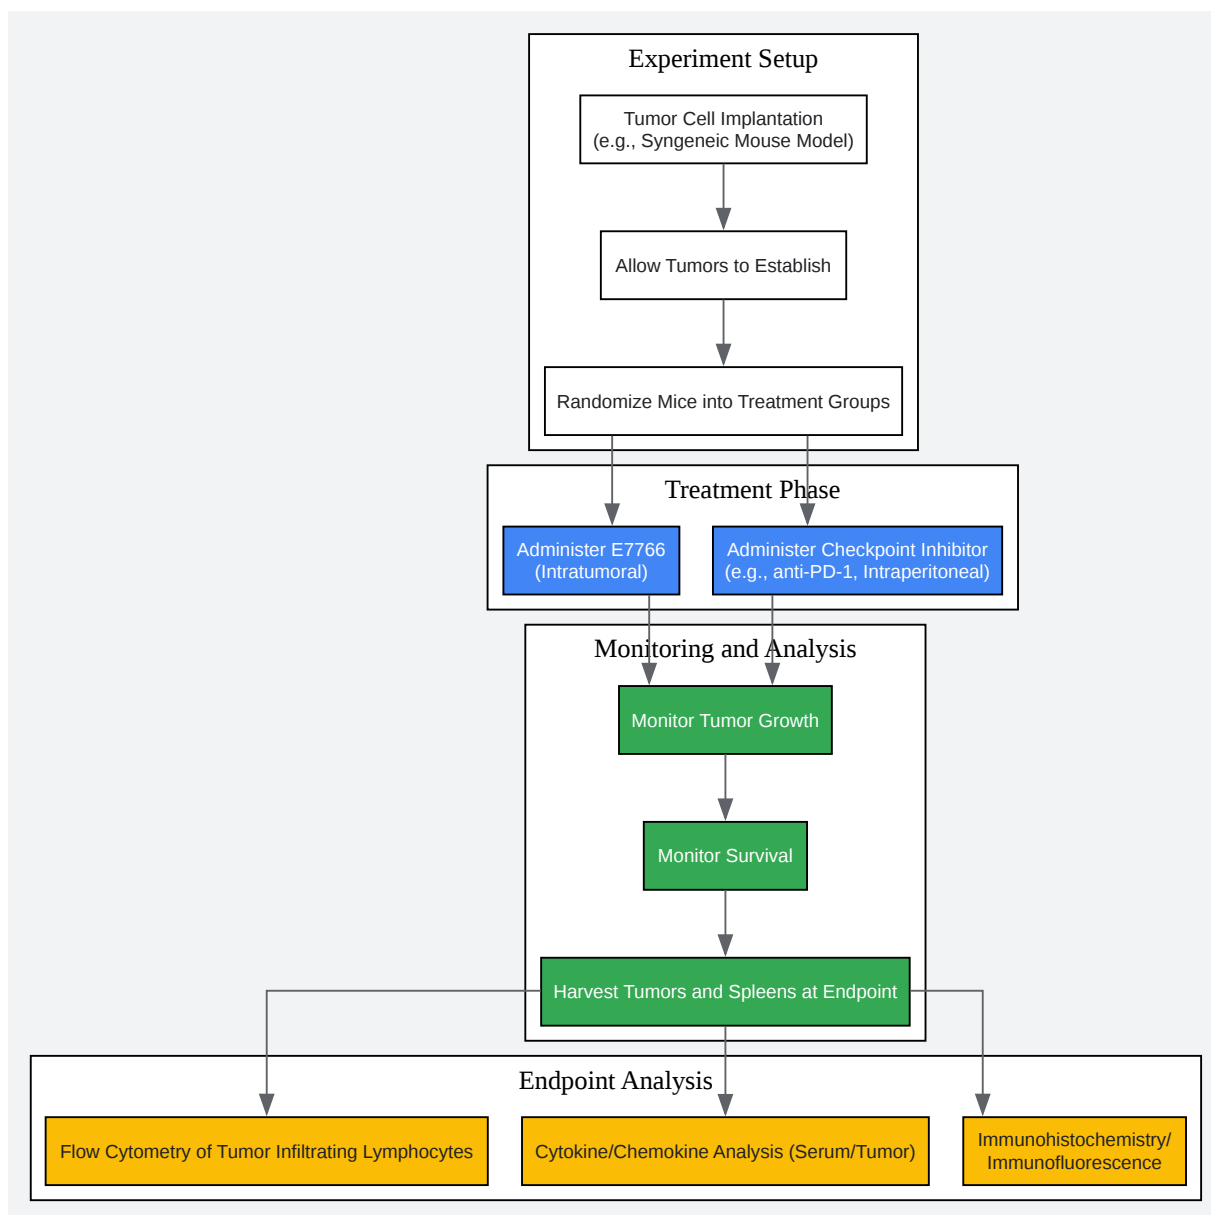 Experiment Setup
Tumor Cell Implantation
(e.g., Syngeneic Mouse Model)
Allow Tumors to Establish
Randomize Mice into Treatment Groups
Treatment Phase
Administer E7766
(Intratumoral)
Administer Checkpoint Inhibitor
(e.g., anti-PD-1, Intraperitoneal)
Monitoring and Analysis
Monitor Tumor Growth
Monitor Survival
Harvest Tumors and Spleens at Endpoint
Endpoint Analysis
Flow Cytometry of Tumor Infiltrating Lymphocytes
Cytokine/Chemokine Analysis (Serum/Tumor)
Immunohistochemistry/
Immunofluorescence